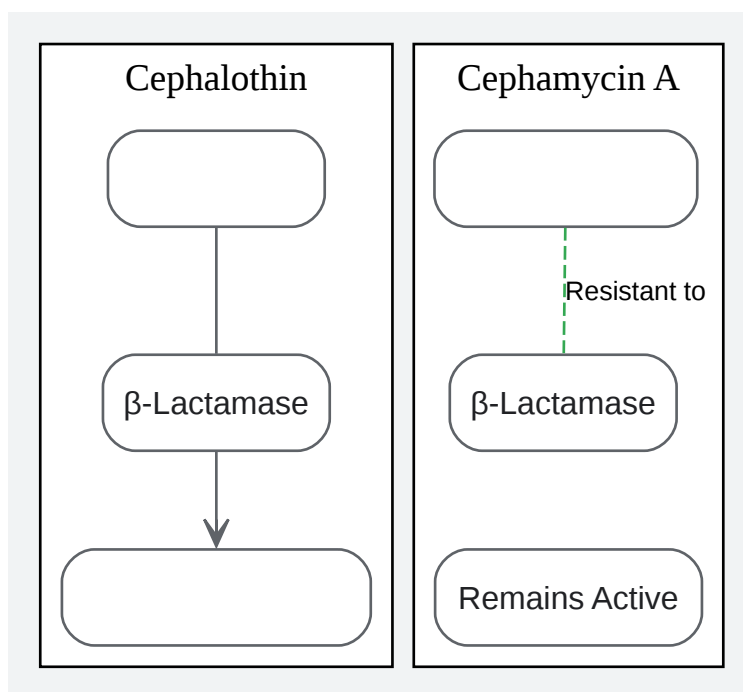 Cephalothin
β-Lactamase
Cephamycin A
Resistant to
β-Lactamase
Remains Active